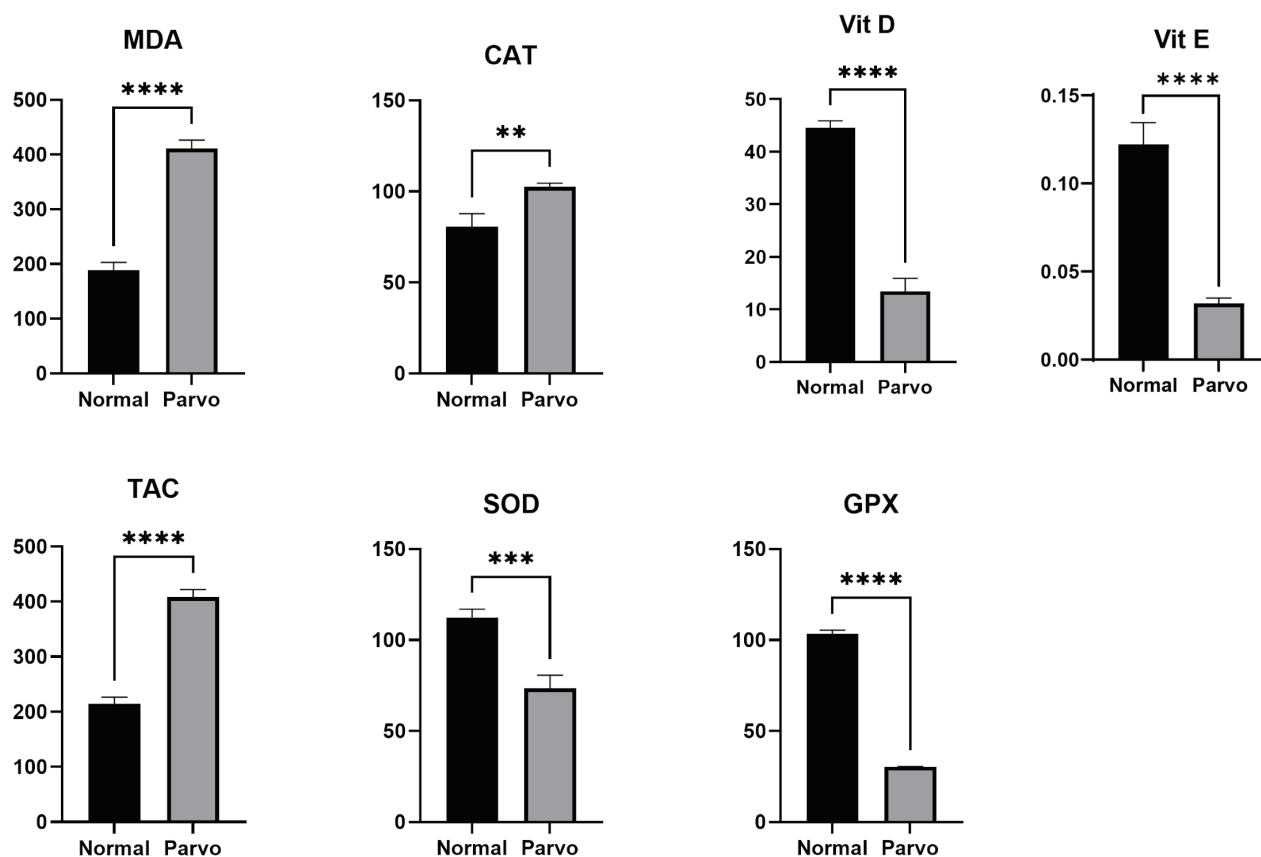 MDA
****
500
400
300
200
100
0
Normal Parvo
CAT
**
150
100
50
0
Normal Parvo
Vit D
****
50
40
30
20
10
0
Normal Parvo
Vit E
****
0.15
0.10
0.05
0.00
Normal Parvo
TAC
****
500
400
300
200
100
0
Normal Parvo
SOD
***
150
100
50
0
Normal Parvo
GPX
****
150
100
50
0
Normal Parvo